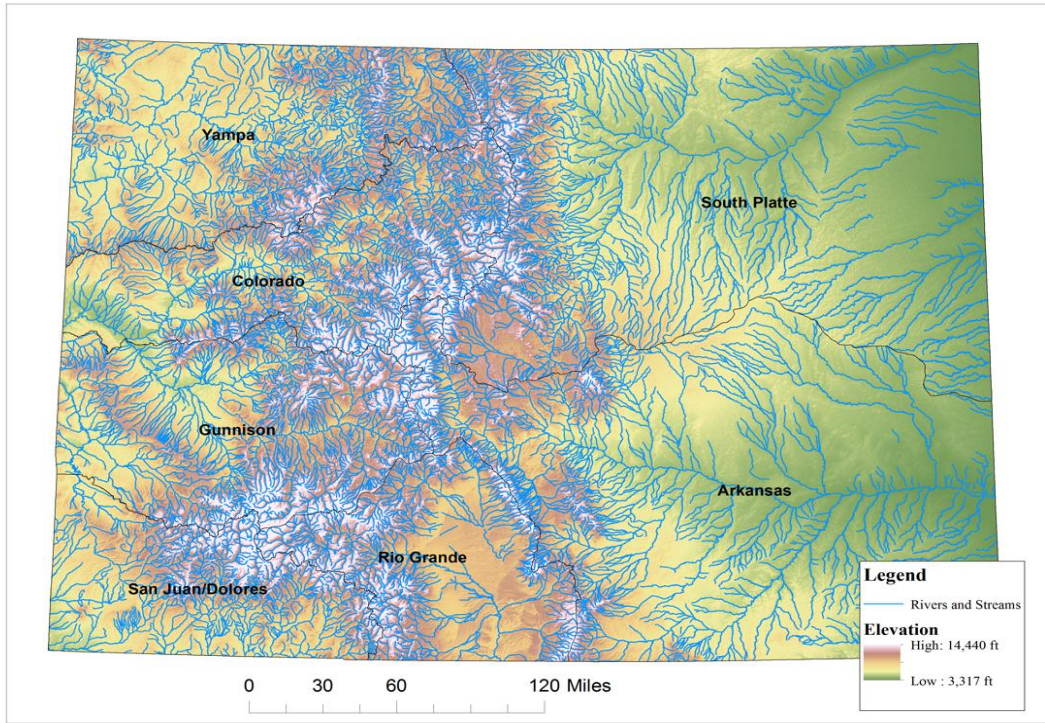 Yampa
South Platte
Colorado
Gunnison
Arkansas
Rio Grande
San Juan/Dolores
Legend
Rivers and Streams
Elevation
High: 14,440 ft
Low : 3,317 ft
0 30 60 120 Miles